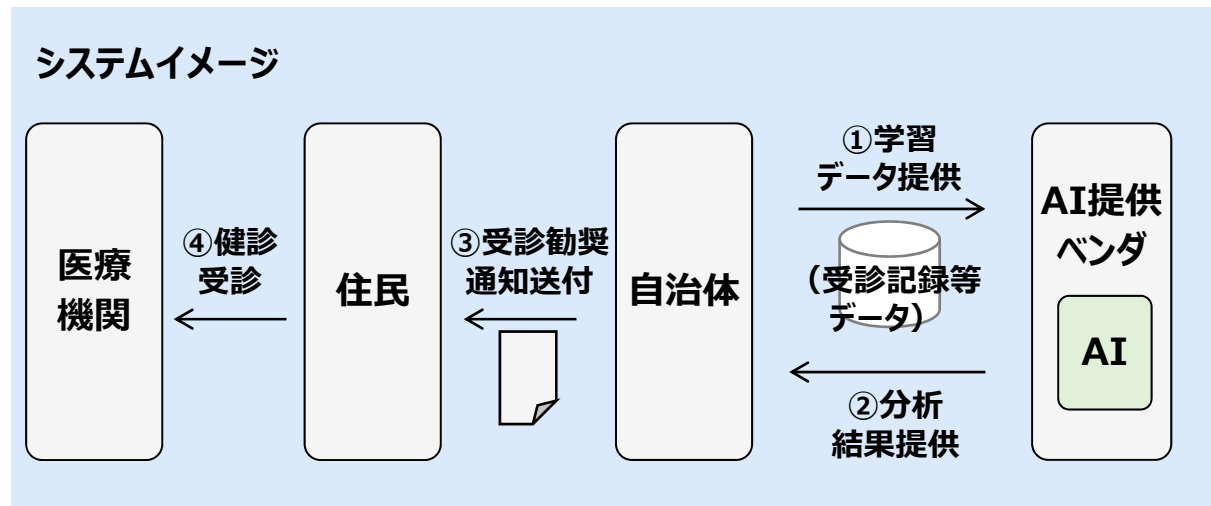 システムイメージ
医療
機関
④健診
受診
住民
③受診勧奨
通知送付
自治体
①学習
データ提供
（受診記録等
データ）
②分析
結果提供
AI提供
ベンダ
AI